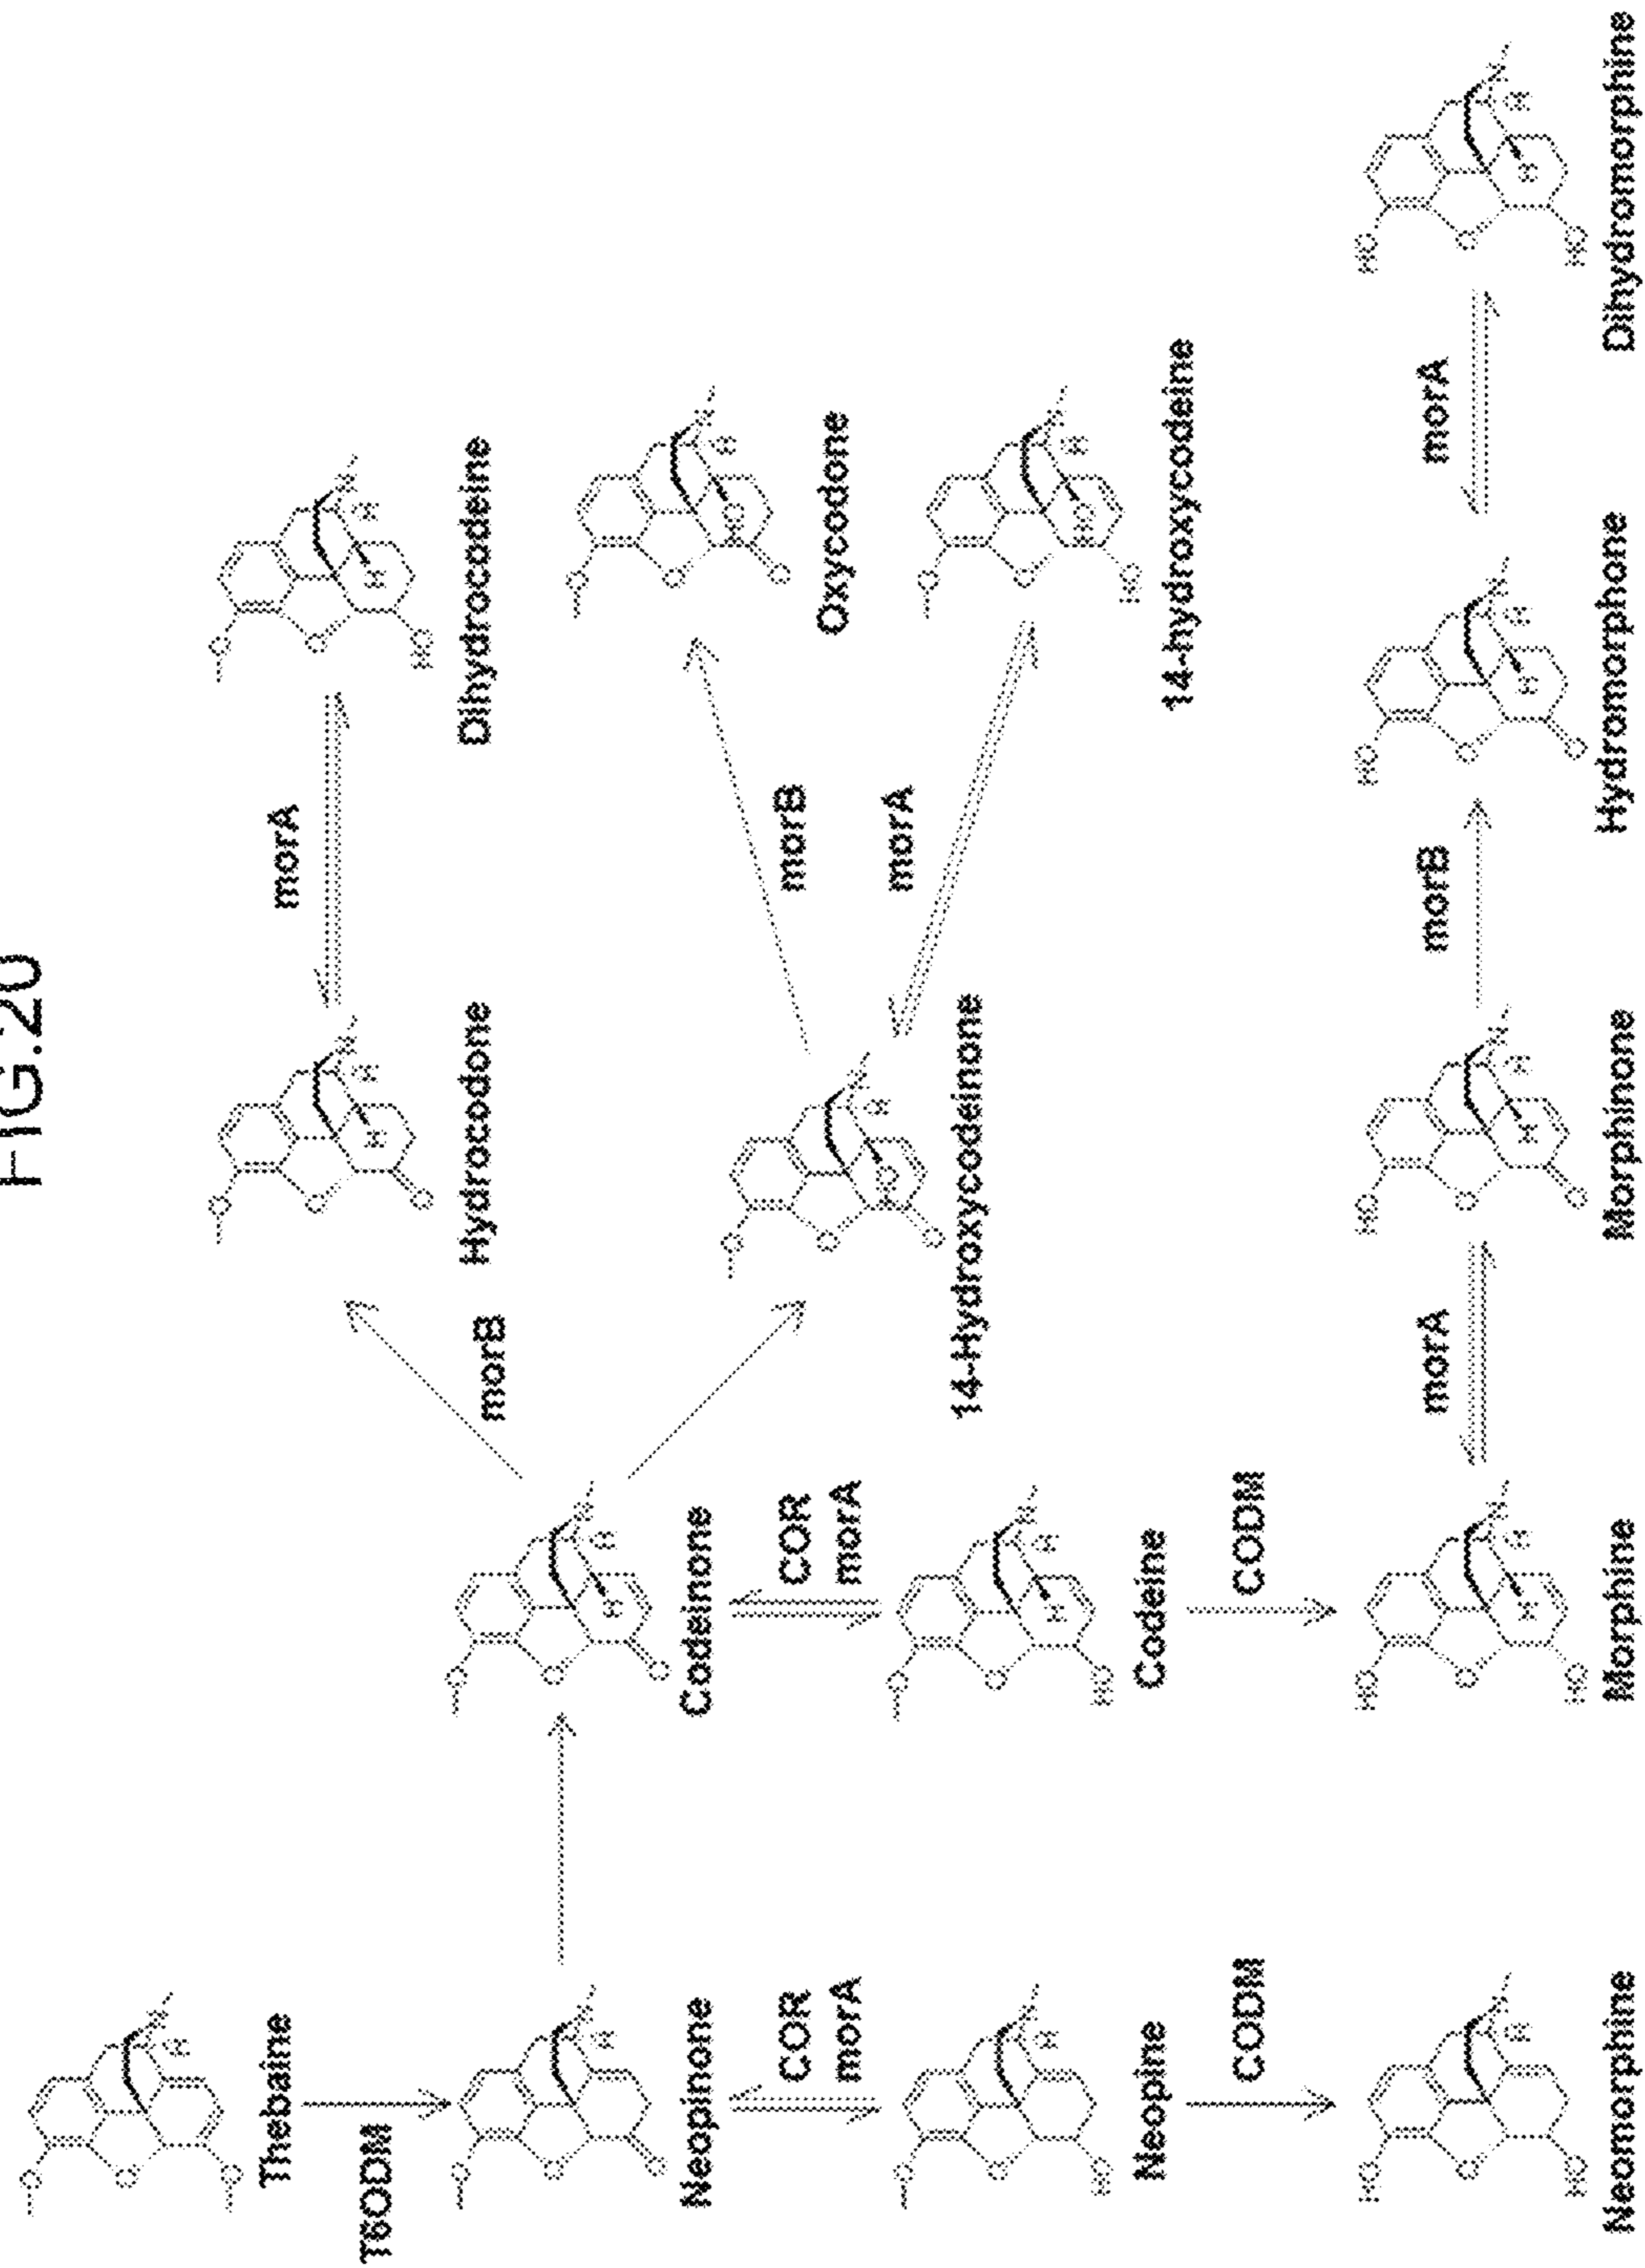 FIG.20
Thebaine
T6ODM
Neopinone
COR
morA
Neopine
CODM
Neomorphine
Codeinone
COR
morA
Codeine
CODM
Morphine
morB
Hydrocodone
morA
Dihydrocodeine
14-Hydroxycodeinone
morB
Oxycodone
morA
14-hydroxycodeine
morA
Morphinone
morB
Hydromorphone
morA
Dihydromorphine